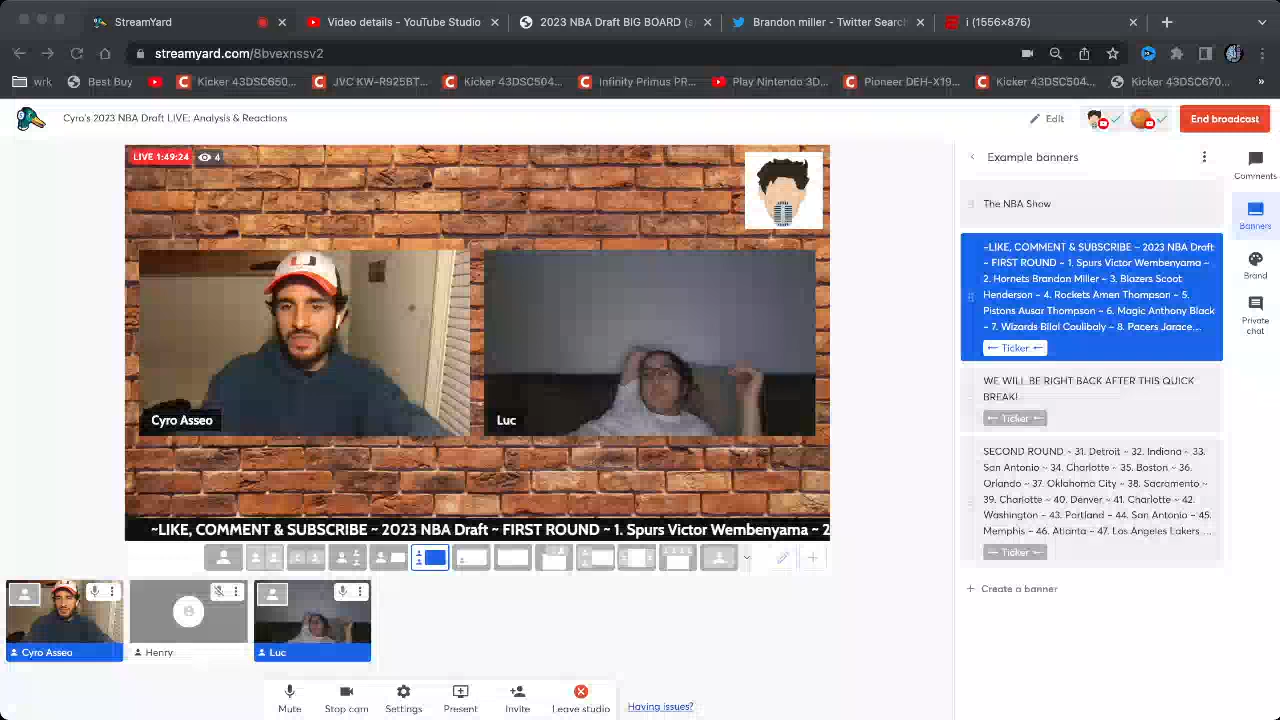 StreamYard
Video details - YouTube Studio
2023 NBA Draft BIG BOARD (
Brandon miller - Twitter Search
i (1556×876)
streamyard.com/8bvexnssv2
wrk
Best Buy
Kicker 43DSC650...
JVC KW-R925BT...
Kicker 43DSC504...
Infinity Primus PR...
Play Nintendo 3D...
Pioneer DEH-X19...
Kicker 43DSC504...
Kicker 43DSC670...
»
Cyro's 2023 NBA Draft LIVE: Analysis & Reactions
Edit
End broadcast
LIVE 1:49:24
4
Cyro Asseo
Luc
~LIKE, COMMENT & SUBSCRIBE ~ 2023 NBA Draft ~ FIRST ROUND ~ 1. Spurs Victor Wembenyama ~ 2
Cyro Asseo
Henry
Luc
Mute
Stop cam
Settings
Present
Invite
Leave studio
Having issues?
Example banners
The NBA Show
~LIKE, COMMENT & SUBSCRIBE ~ 2023 NBA Draft
~ FIRST ROUND ~ 1. Spurs Victor Wembenyama ~
2. Hornets Brandon Miller ~ 3. Blazers Scoot
Henderson ~ 4. Rockets Amen Thompson ~ 5.
Pistons Ausar Thompson ~ 6. Magic Anthony Black
~ 7. Wizards Bilal Coulibaly ~ 8. Pacers Jarace...
Ticker
WE WILL BE RIGHT BACK AFTER THIS QUICK
BREAK!
Ticker
SECOND ROUND ~ 31. Detroit ~ 32. Indiana ~ 33.
San Antonio ~ 34. Charlotte ~ 35. Boston ~ 36.
Orlando ~ 37. Oklahoma City ~ 38. Sacramento ~
39. Charlotte ~ 40. Denver ~ 41. Charlotte ~ 42.
Washington ~ 43. Portland ~ 44. San Antonio ~ 45.
Memphis ~ 46. Atlanta ~ 47. Los Angeles Lakers ...
Ticker
Create a banner
Comments
Banners
Brand
Private
chat